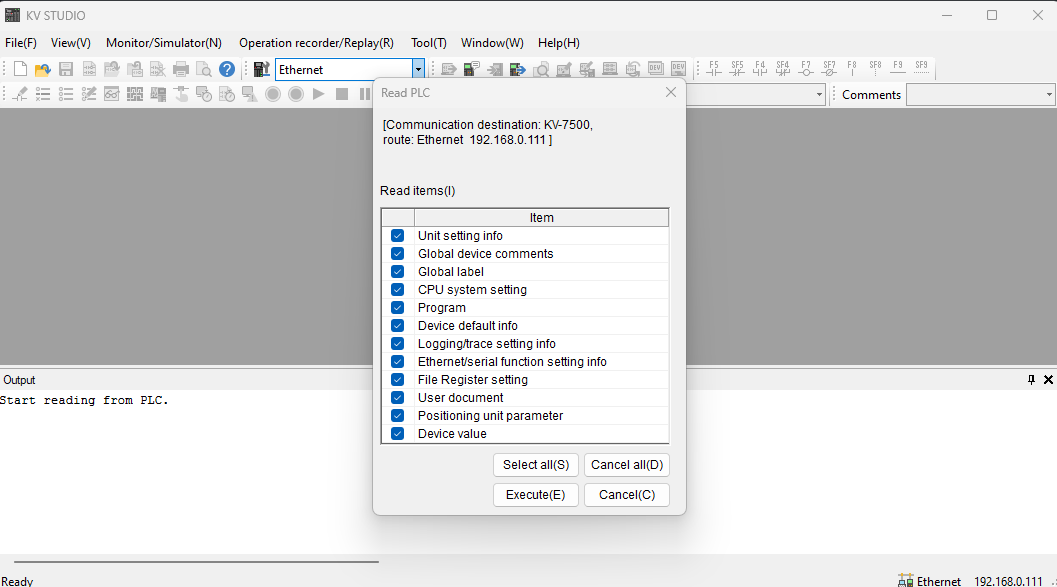 KV STUDIO
File(F) View(V) Monitor/Simulator(N) Operation recorder/Replay(R) Tool(T) Window(W) Help(H)
Ethernet
F5 SF5 F4 SF4 F7 SF7 F8 SF8 F9 SF9
Comments
Read PLC
[Communication destination: KV-7500,
route: Ethernet 192.168.0.111 ]
Read items(I)
Item
Unit setting info
Global device comments
Global label
CPU system setting
Program
Device default info
Logging/trace setting info
Ethernet/serial function setting info
File Register setting
User document
Positioning unit parameter
Device value
Select all(S) Cancel all(D)
Execute(E) Cancel(C)
Output
Start reading from PLC.
Ready
Ethernet 192.168.0.111